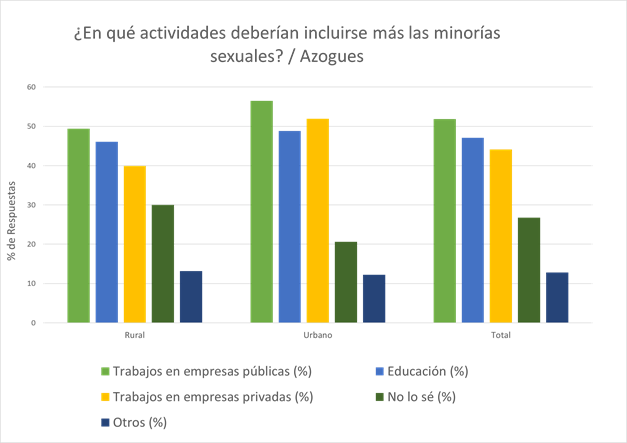 ¿En qué actividades deberían incluirse más las minorías
sexuales? / Azogues
60
50
40
30
20
10
0
% de Respuestas
Rural
Urbano
Total
Trabajos en empresas públicas (%)
Educación (%)
Trabajos en empresas privadas (%)
No lo sé (%)
Otros (%)